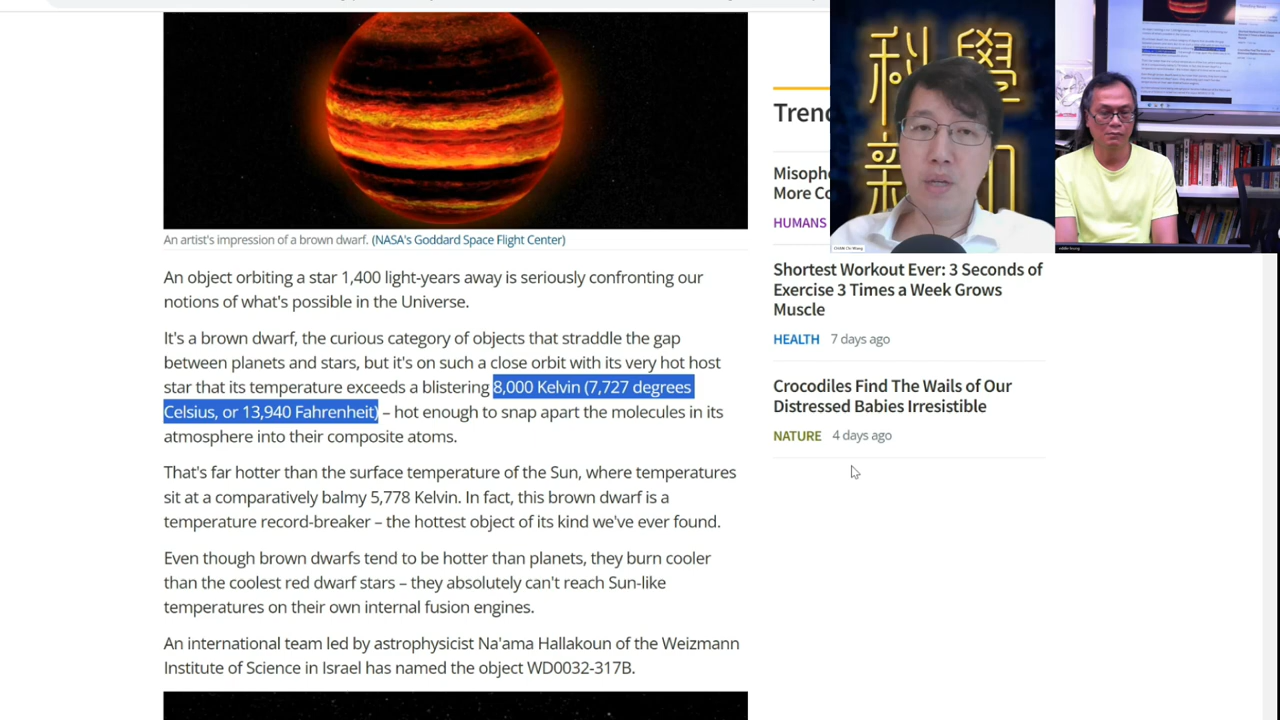 An artist's impression of a brown dwarf. (NASA's Goddard Space Flight Center)
An object orbiting a star 1,400 light-years away is seriously confronting our
notions of what's possible in the Universe.
It's a brown dwarf, the curious category of objects that straddle the gap
between planets and stars, but it's on such a close orbit with its very hot host
star that its temperature exceeds a blistering 8,000 Kelvin (7,727 degrees
Celsius, or 13,940 Fahrenheit) – hot enough to snap apart the molecules in its
atmosphere into their composite atoms.
That's far hotter than the surface temperature of the Sun, where temperatures
sit at a comparatively balmy 5,778 Kelvin. In fact, this brown dwarf is a
temperature record-breaker – the hottest object of its kind we've ever found.
Even though brown dwarfs tend to be hotter than planets, they burn cooler
than the coolest red dwarf stars – they absolutely can't reach Sun-like
temperatures on their own internal fusion engines.
An international team led by astrophysicist Na'ama Hallakoun of the Weizmann
Institute of Science in Israel has named the object WD0032-317B.
Trend
Misopho
More Co
HUMANS
Shortest Workout Ever: 3 Seconds of
Exercise 3 Times a Week Grows
Muscle
HEALTH 7 days ago
Crocodiles Find The Wails of Our
Distressed Babies Irresistible
NATURE 4 days ago
科學
新